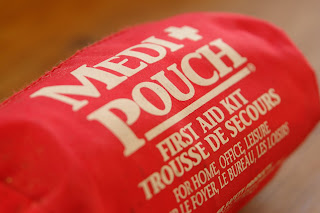 MEDI
POUCH
FIRST AID KIT
TROUSSE DE SECOURS
FOR HOME, OFFICE, LEISURE
LE FOYER, LE BUREAU, LES LOISIRS